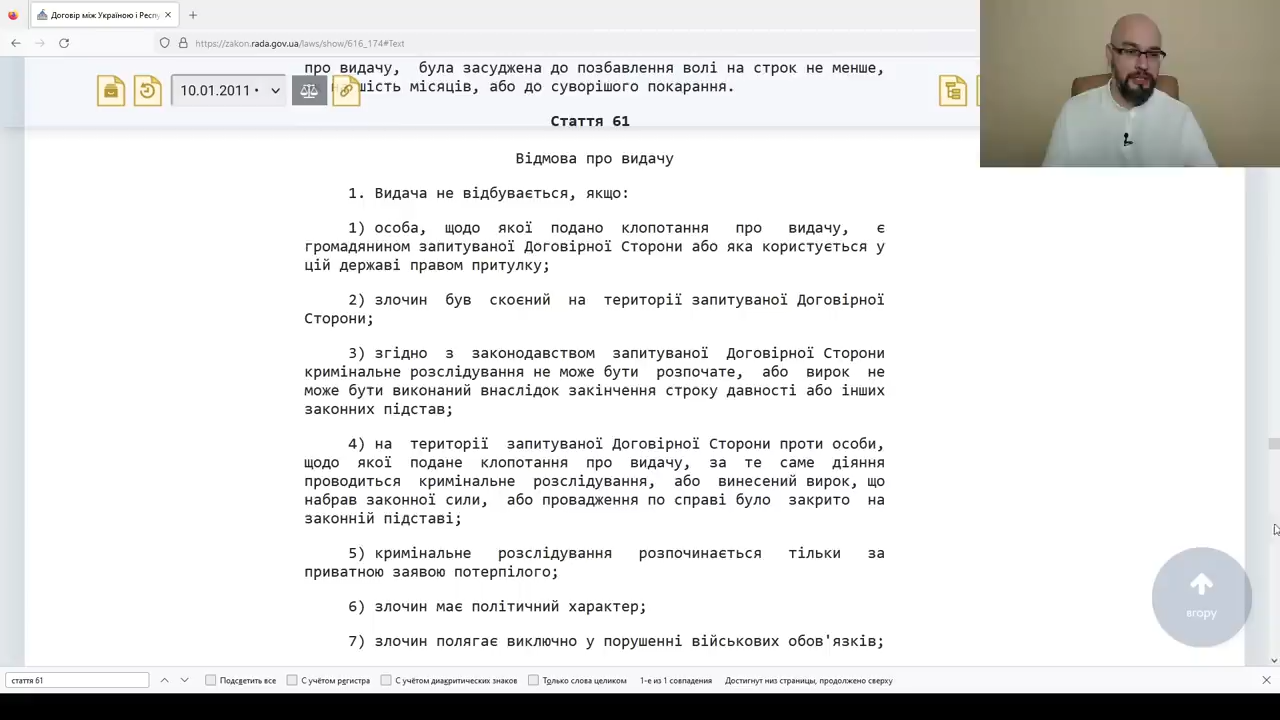 Договір між Україною і Респу
https://zakon.rada.gov.ua/laws/show/616_174#Text
про видачу, була засуджена до позбавлення волі на строк не менше,
10.01.2011 •
шість місяців, або до суворішого покарання.
Стаття 61
Відмова про видачу
1. Видача не відбувається, якщо:
1) особа, щодо якої подано клопотання про видачу, є
громадянином запитуваної Договірної Сторони або яка користується у
цій державі правом притулку;
2) злочин був скоєний на території запитуваної Договірної
Сторони;
3) згідно з законодавством запитуваної Договірної Сторони
кримінальне розслідування не може бути розпочате, або вирок не
може бути виконаний внаслідок закінчення строку давності або інших
законних підстав;
4) на території запитуваної Договірної Сторони проти особи,
щодо якої подане клопотання про видачу, за те саме діяння
проводиться кримінальне розслідування, або винесений вирок, що
набрав законної сили, або провадження по справі було закрито на
законній підставі;
5) кримінальне розслідування розпочинається тільки за
приватною заявою потерпілого;
6) злочин має політичний характер;
вгору
7) злочин полягає виключно у порушенні військових обов'язків;
стаття 61 Подсветить все С учётом регистра С учётом диакритических знаков Только слова целиком 1-е из 1 совпадения Достигнут низ страницы, продолжено сверху